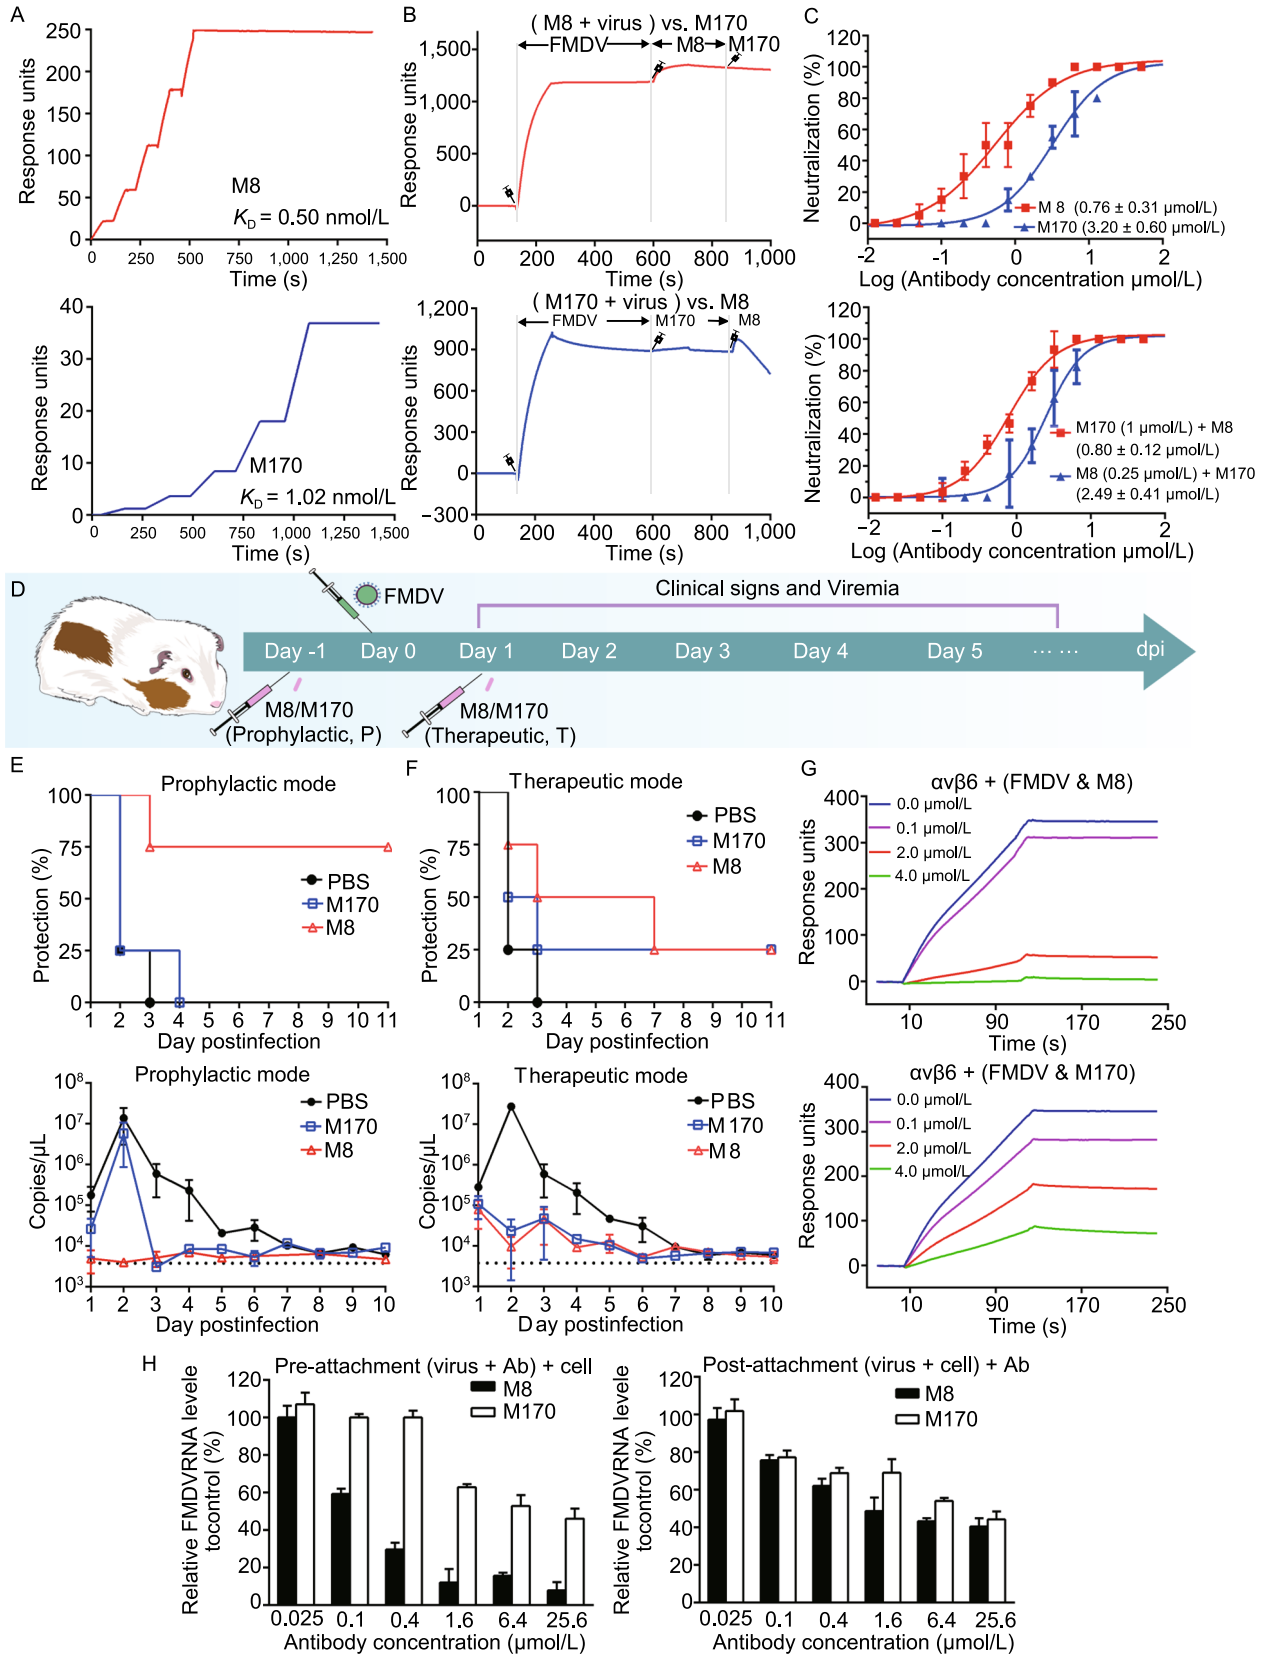 A
Response units
250
200
150
100
50
0
M8
KD = 0.50 nmol/L
0 250 500 750 1,000 1,250 1,500
Time (s)
Response units
40
30
20
10
0
M170
KD = 1.02 nmol/L
0 250 500 750 1,000 1,250 1,500
Time (s)
B
( M8 + virus ) vs. M170
FMDV M8 M170
Response units
1,500
1,000
500
0
0 200 400 600 800 1,000
Time (s)
( M170 + virus ) vs. M8
FMDV M170 M8
Response units
1,200
900
600
300
0
−300
0 200 400 600 800 1,000
Time (s)
C
Neutralization (%)
120
100
80
60
40
20
0
M 8 (0.76 ± 0.31 μmol/L)
M170 (3.20 ± 0.60 μmol/L)
-2 -1 0 1 2
Log (Antibody concentration μmol/L)
Neutralization (%)
120
100
80
60
40
20
0
M170 (1 μmol/L) + M8
(0.80 ± 0.12 μmol/L)
M8 (0.25 μmol/L) + M170
(2.49 ± 0.41 μmol/L)
-2 -1 0 1 2
Log (Antibody concentration μmol/L)
D
FMDV
Clinical signs and Viremia
Day -1 Day 0 Day 1 Day 2 Day 3 Day 4 Day 5 ... ... dpi
M8/M170
(Prophylactic, P)
M8/M170
(Therapeutic, T)
E
Prophylactic mode
Protection (%)
100
75
50
25
0
PBS
M170
M8
1 2 3 4 5 6 7 8 9 10 11
Day postinfection
Prophylactic mode
Copies/μL
10⁸
10⁷
10⁶
10⁵
10⁴
10³
PBS
M170
M8
1 2 3 4 5 6 7 8 9 10
Day postinfection
F
Therapeutic mode
Protection (%)
100
75
50
25
0
PBS
M170
M8
1 2 3 4 5 6 7 8 9 10 11
Day postinfection
Therapeutic mode
10⁸
10⁷
10⁶
10⁵
10⁴
10³
PBS
M170
M8
1 2 3 4 5 6 7 8 9 10
Day postinfection
G
αvβ6 + (FMDV & M8)
Response units
400
300
200
100
0
0.0 μmol/L
0.1 μmol/L
2.0 μmol/L
4.0 μmol/L
10 90 170 250
Time (s)
αvβ6 + (FMDV & M170)
Response units
400
300
200
100
0
0.0 μmol/L
0.1 μmol/L
2.0 μmol/L
4.0 μmol/L
10 90 170 250
Time (s)
H
Pre-attachment (virus + Ab) + cell
Relative FMDVRNA levele
tocontrol (%)
120
100
80
60
40
20
0
M8
M170
0.025 0.1 0.4 1.6 6.4 25.6
Antibody concentration (μmol/L)
Post-attachment (virus + cell) + Ab
Relative FMDVRNA levele
tocontrol (%)
120
100
80
60
40
20
0
M8
M170
0.025 0.1 0.4 1.6 6.4 25.6
Antibody concentration (μmol/L)